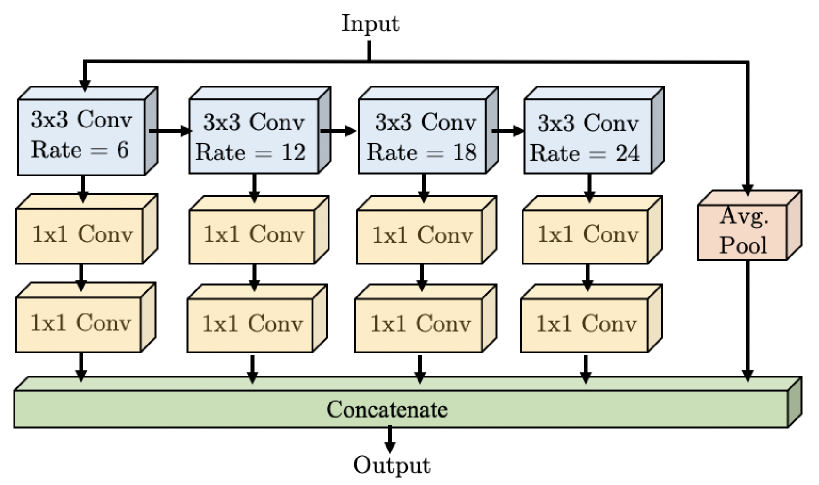 Input
3x3 Conv
Rate = 6
3x3 Conv
Rate = 12
3x3 Conv
Rate = 18
3x3 Conv
Rate = 24
1x1 Conv
1x1 Conv
1x1 Conv
1x1 Conv
Avg.
Pool
1x1 Conv
1x1 Conv
1x1 Conv
1x1 Conv
Concatenate
Output